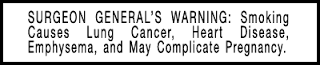 SURGEON GENERAL'S WARNING: Smoking
Causes Lung Cancer, Heart Disease,
Emphysema, and May Complicate Pregnancy.